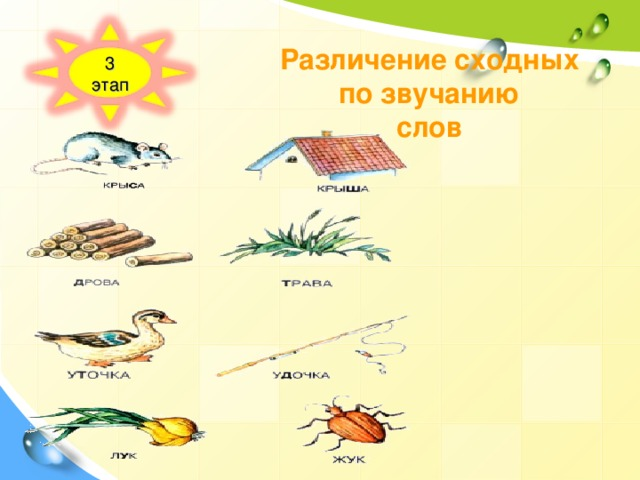 3
этап
Различение сходных
по звучанию
слов
КРЫСА
КРЫША
ДРОВА
ТРАВА
УТОЧКА
УДОЧКА
ЛУК
ЖУК